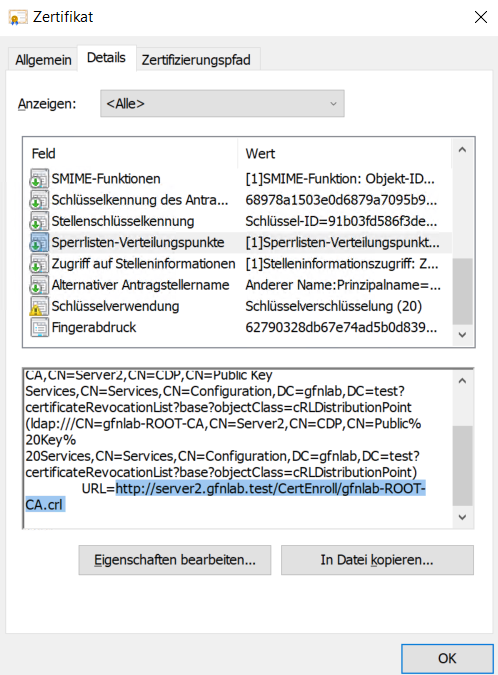 Zertifikat
Allgemein Details Zertifizierungspfad
Anzeigen: <Alle>
Feld Wert
SMIME-Funktionen [1]SMIME-Funktion: Objekt-ID...
Schlüsselkennung des Antra... 68978a1503e0d6879a7095b9...
Stellenschlüsselkennung Schlüssel-ID=91b03fd586f3de...
Sperrlisten-Verteilungspunkte [1]Sperrlisten-Verteilungspunkt...
Zugriff auf Stelleninformationen [1]Stelleninformationszugriff: Z...
Alternativer Antragstellername Anderer Name:Prinzipalname=...
Schlüsselverwendung Schlüsselverschlüsselung (20)
Fingerabdruck 62790328db67e74ad5b0d839...
CA,CN=Server2,CN=CDP,CN=Public Key
Services,CN=Services,CN=Configuration,DC=gfnlab,DC=test?
certificateRevocationList?base?objectClass=cRLDistributionPoint
(ldap:///CN=gfnlab-ROOT-CA,CN=Server2,CN=CDP,CN=Public%
20Key%
20Services,CN=Services,CN=Configuration,DC=gfnlab,DC=test?
certificateRevocationList?base?objectClass=cRLDistributionPoint)
URL=http://server2.gfnlab.test/CertEnroll/gfnlab-ROOT-
CA.crl
Eigenschaften bearbeiten... In Datei kopieren...
OK